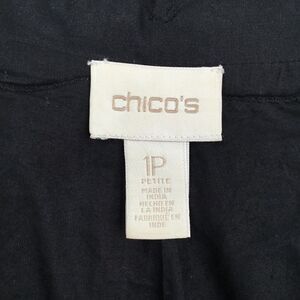 chico's
1P
PETITE
MADE IN
INDIA
HECHO EN
LA INDIA
FABRIQUÉ EN
INDE